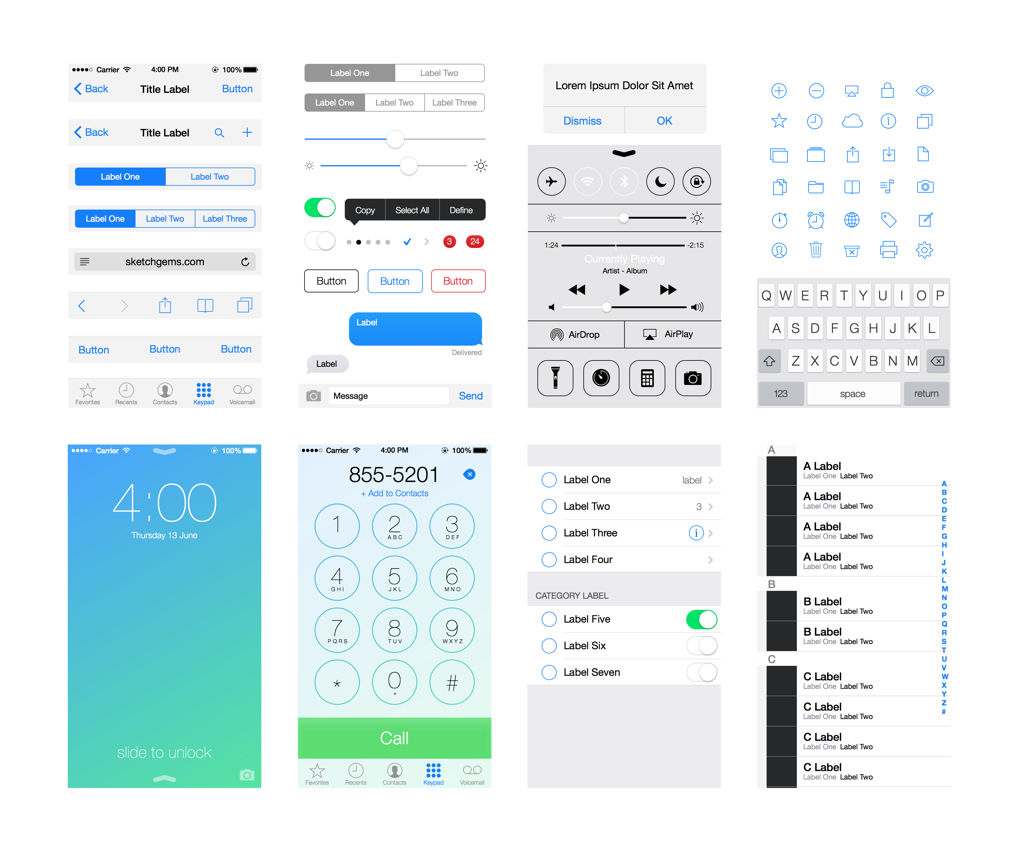 Carrier 4:00 PM 100%
Back Title Label Button
Back Title Label
Label One Label Two
Label One Label Two Label Three
sketchgems.com
Button Button Button
Favorites Recents Contacts Keypad Voicemail
Label One Label Two
Label One Label Two Label Three
Copy Select All Define
3 24
Button Button Button
Label
Delivered
Label
Message Send
Lorem Ipsum Dolor Sit Amet
Dismiss OK
1:24 -2:15
Currently Playing
Artist - Album
AirDrop AirPlay
Q W E R T Y U I O P
A S D F G H J K L
Z X C V B N M
123 space return
Carrier 100%
4:00
Thursday 13 June
slide to unlock
Carrier 4:00 PM 100%
855-5201
+ Add to Contacts
1 2 3
ABC DEF
4 5 6
GHI JKL MNO
7 8 9
PQRS TUV WXYZ
* 0 #
+
Call
Favorites Recents Contacts Keypad Voicemail
Label One label
Label Two 3
Label Three i
Label Four
CATEGORY LABEL
Label Five
Label Six
Label Seven
A
A Label
Label One Label Two
A Label
Label One Label Two
A Label
Label One Label Two
A Label
Label One Label Two
B
B Label
Label One Label Two
B Label
Label One Label Two
C
C Label
Label One Label Two
C Label
Label One Label Two
C Label
Label One Label Two
C Label
Label One Label Two
A
B
C
D
E
F
G
H
I
J
K
L
M
N
O
P
Q
R
S
T
U
V
W
X
Y
Z
#